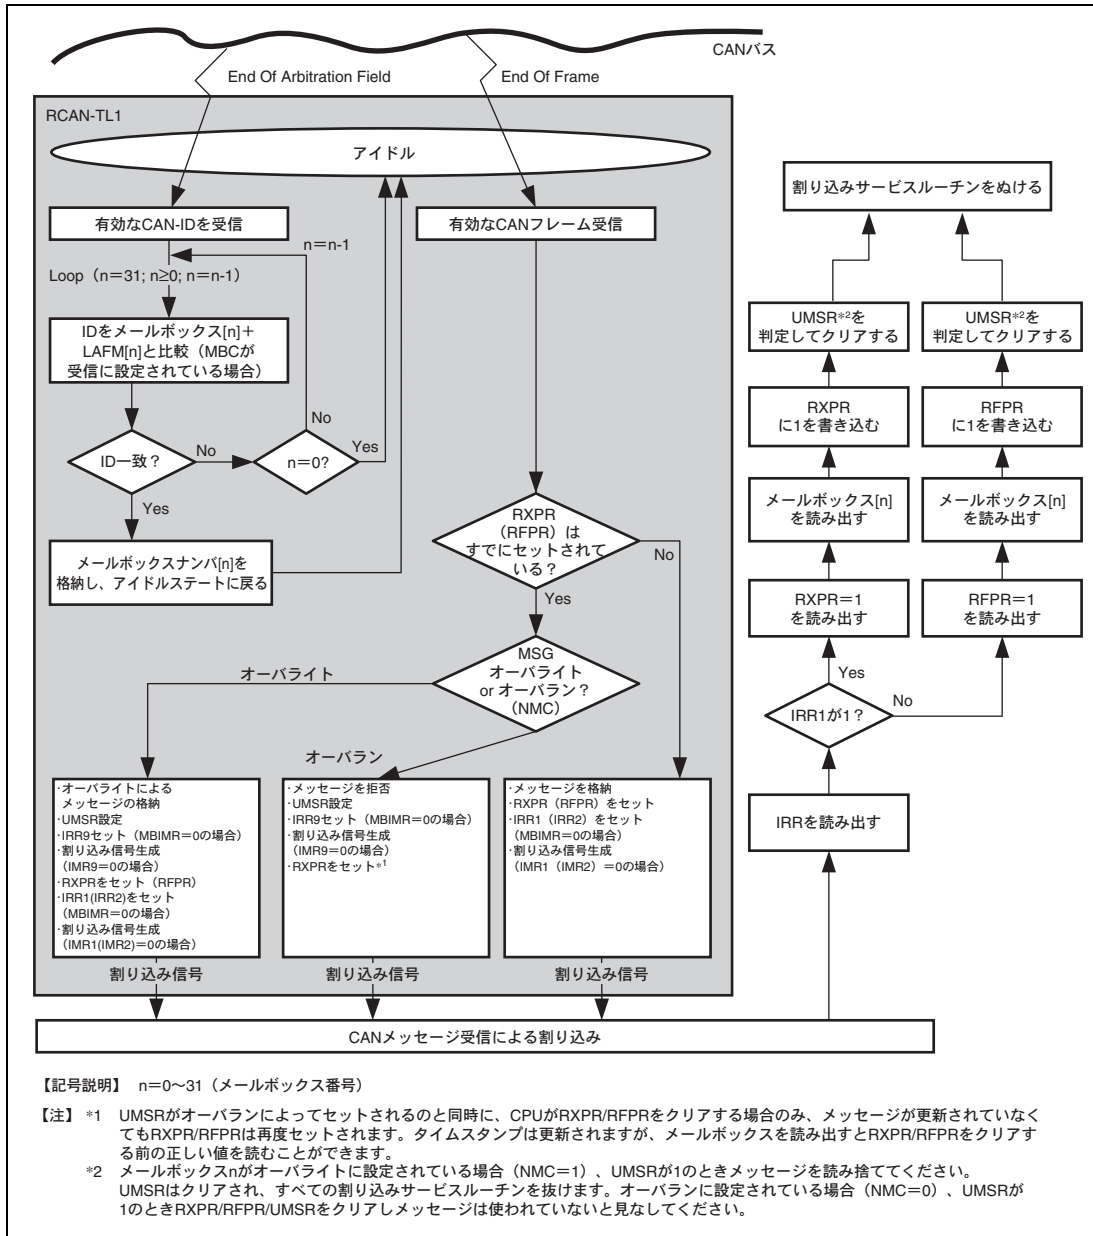 CANバス
End Of Arbitration Field
End Of Frame
RCAN-TL1
アイドル
有効なCAN-IDを受信
有効なCANフレーム受信
n＝n-1
Loop（n＝31; n≥0; n＝n-1）
IDをメールボックス[n]＋
LAFM[n]と比較（MBCが
受信に設定されている場合）
ID一致？
No
Yes
n＝0?
No
Yes
メールボックスナンバ[n]を
格納し、アイドルステートに戻る
RXPR
（RFPR）は
すでにセットされて
いる？
No
Yes
MSG
オーバライト
or オーバラン？
（NMC）
オーバライト
オーバラン
·オーバライトによる
メッセージの格納
·UMSR設定
·IRR9セット（MBIMR＝0の場合）
·割り込み信号生成
（IMR9＝0の場合）
·RXPRをセット（RFPR）
·IRR1(IRR2)をセット
（MBIMR＝0の場合）
·割り込み信号生成
（IMR1(IMR2)＝0の場合）
·メッセージを拒否
·UMSR設定
·IRR9セット（MBIMR＝0の場合）
·割り込み信号生成
（IMR9＝0の場合）
·RXPRをセット*1
·メッセージを格納
·RXPR（RFPR）をセット
·IRR1（IRR2）をセット
（MBIMR＝0の場合）
·割り込み信号生成
（IMR1（IMR2）＝0の場合）
割り込み信号
割り込み信号
割り込み信号
CANメッセージ受信による割り込み
割り込みサービスルーチンをぬける
UMSR*2を
判定してクリアする
UMSR*2を
判定してクリアする
RXPR
に1を書き込む
RFPR
に1を書き込む
メールボックス[n]
を読み出す
メールボックス[n]
を読み出す
RXPR＝1
を読み出す
RFPR＝1
を読み出す
Yes
No
IRR1が1？
IRRを読み出す
【記号説明】 n＝0～31（メールボックス番号）
【注】 *1 UMSRがオーバランによってセットされるのと同時に、CPUがRXPR/RFPRをクリアする場合のみ、メッセージが更新されていなく
てもRXPR/RFPRは再度セットされます。タイムスタンプは更新されますが、メールボックスを読み出すとRXPR/RFPRをクリアす
る前の正しい値を読むことができます。
*2 メールボックスnがオーバライトに設定されている場合（NMC＝1）、UMSRが1のときメッセージを読み捨ててください。
UMSRはクリアされ、すべての割り込みサービスルーチンを抜けます。オーバランに設定されている場合（NMC＝0）、UMSRが
1のときRXPR/RFPR/UMSRをクリアしメッセージは使われていないと見なしてください。